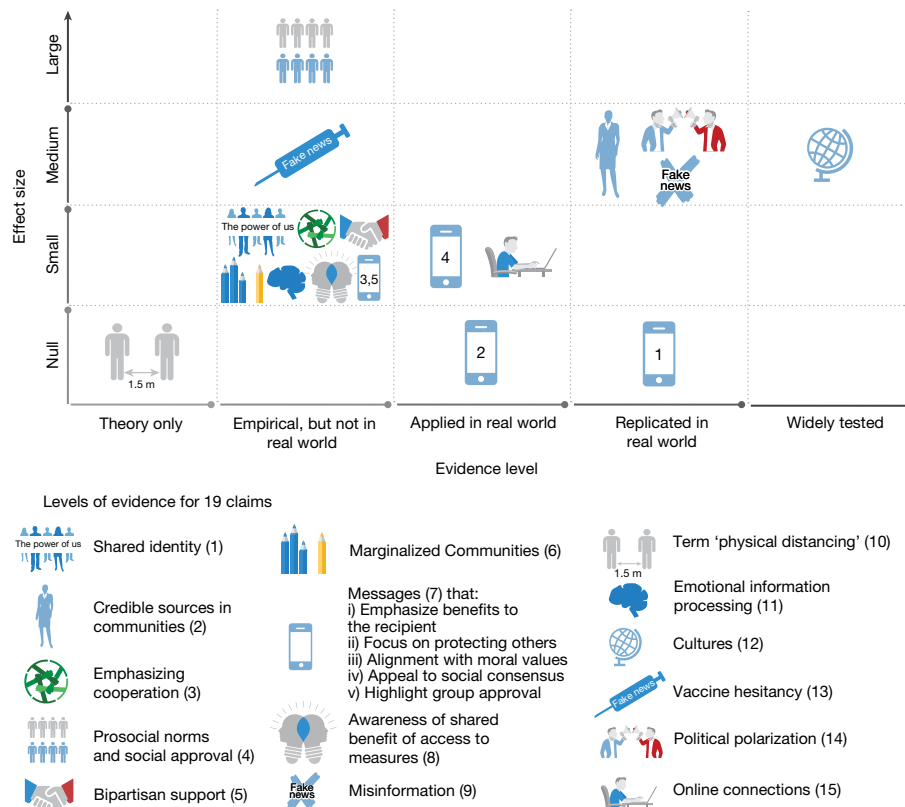 Effect size
Large
Medium
Small
Null
Fake news
Fake
news
The power of us
3,5
4
1.5 m
2
1
Theory only
Empirical, but not in
real world
Applied in real world
Replicated in
real world
Widely tested
Evidence level
Levels of evidence for 19 claims
The power of us
Shared identity (1)
Credible sources in
communities (2)
Emphasizing
cooperation (3)
Prosocial norms
and social approval (4)
Bipartisan support (5)
Marginalized Communities (6)
Messages (7) that:
i) Emphasize benefits to
the recipient
ii) Focus on protecting others
iii) Alignment with moral values
iv) Appeal to social consensus
v) Highlight group approval
Awareness of shared
benefit of access to
measures (8)
Fake
news
Misinformation (9)
1.5 m
Term ‘physical distancing’ (10)
Emotional information
processing (11)
Cultures (12)
Fake news
Vaccine hesitancy (13)
Political polarization (14)
Online connections (15)